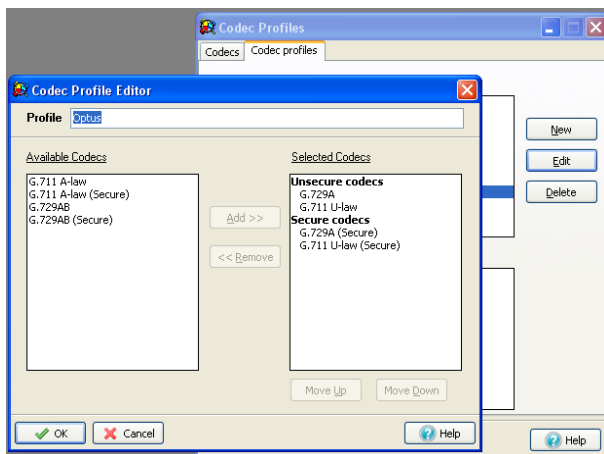 Codec Profiles
Codecs Codec profiles
New
Edit
Delete
Help
Codec Profile Editor
Profile Optus
Available Codecs
G.711 A-law
G.711 A-law (Secure)
G.729AB
G.729AB (Secure)
Add >>
<< Remove
Selected Codecs
Unsecure codecs
G.729A
G.711 U-law
Secure codecs
G.729A (Secure)
G.711 U-law (Secure)
Move Up Move Down
OK Cancel Help